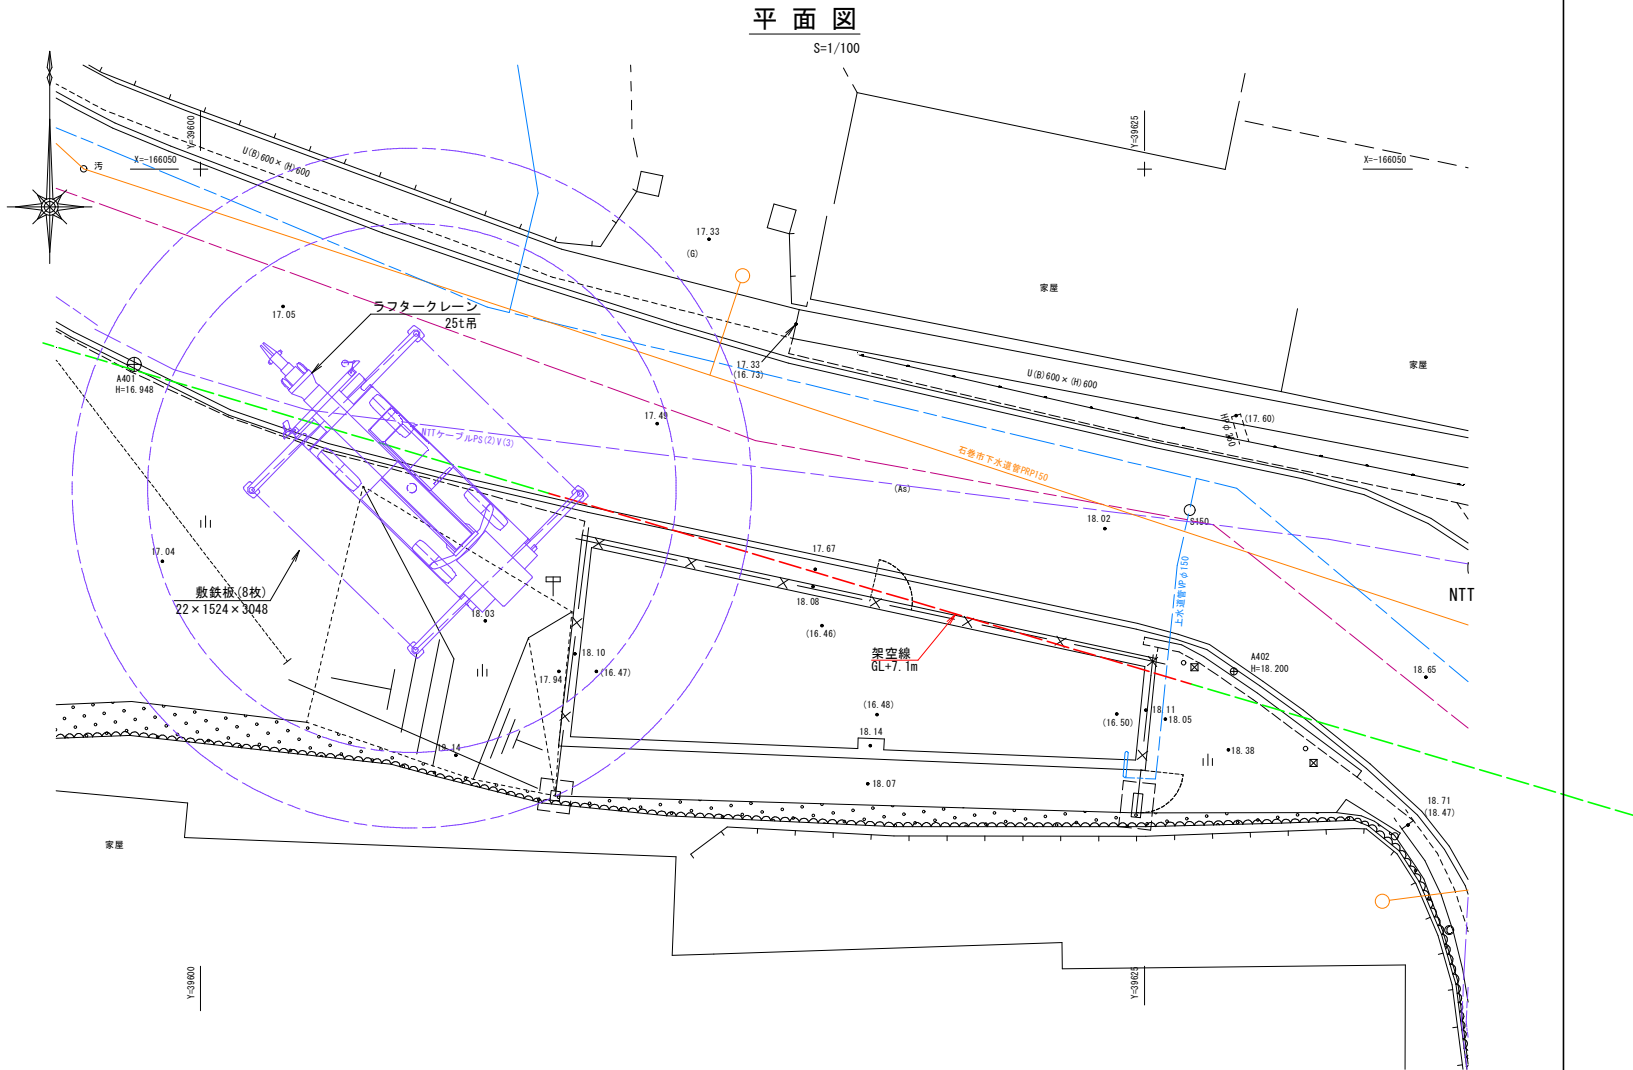 平面図
S=1/100
Y=39600
X=-166050
汚
U(B)600×(H)600
Y=39625
X=-166050
17.33
(G)
家屋
ラフタークレーン
25t吊
17.05
17.33
(16.73)
家屋
U(B)600×(H)600
A401
H=16.948
17.49
(17.60)
NTTケーブルPS(2)V(3)
石巻市下水道管PRP150
(As)
18.02
S150
17.04
17.67
敷鉄板(8枚)
22×1524×3048
18.08
上水道管VPφ150
NTT
18.03
(16.46)
18.10
架空線
GL+7.1m
A402
H=18.200
17.94
(16.47)
18.65
(16.48)
(16.50)
18.11
18.05
18.14
18.38
18.07
18.71
(18.47)
家屋
Y=39600
Y=39625